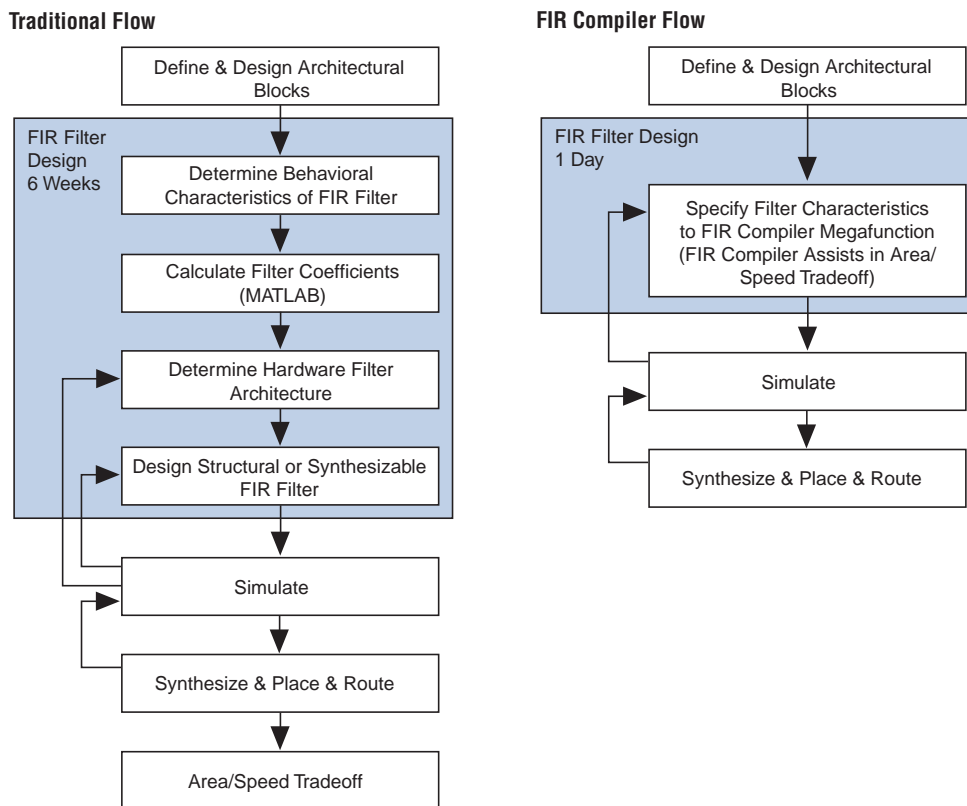 Traditional Flow
Define & Design Architectural
Blocks
FIR Filter
Design
6 Weeks
Determine Behavioral
Characteristics of FIR Filter
Calculate Filter Coefficients
(MATLAB)
Determine Hardware Filter
Architecture
Design Structural or Synthesizable
FIR Filter
Simulate
Synthesize & Place & Route
Area/Speed Tradeoff
FIR Compiler Flow
Define & Design Architectural
Blocks
FIR Filter Design
1 Day
Specify Filter Characteristics
to FIR Compiler Megafunction
(FIR Compiler Assists in Area/
Speed Tradeoff)
Simulate
Synthesize & Place & Route